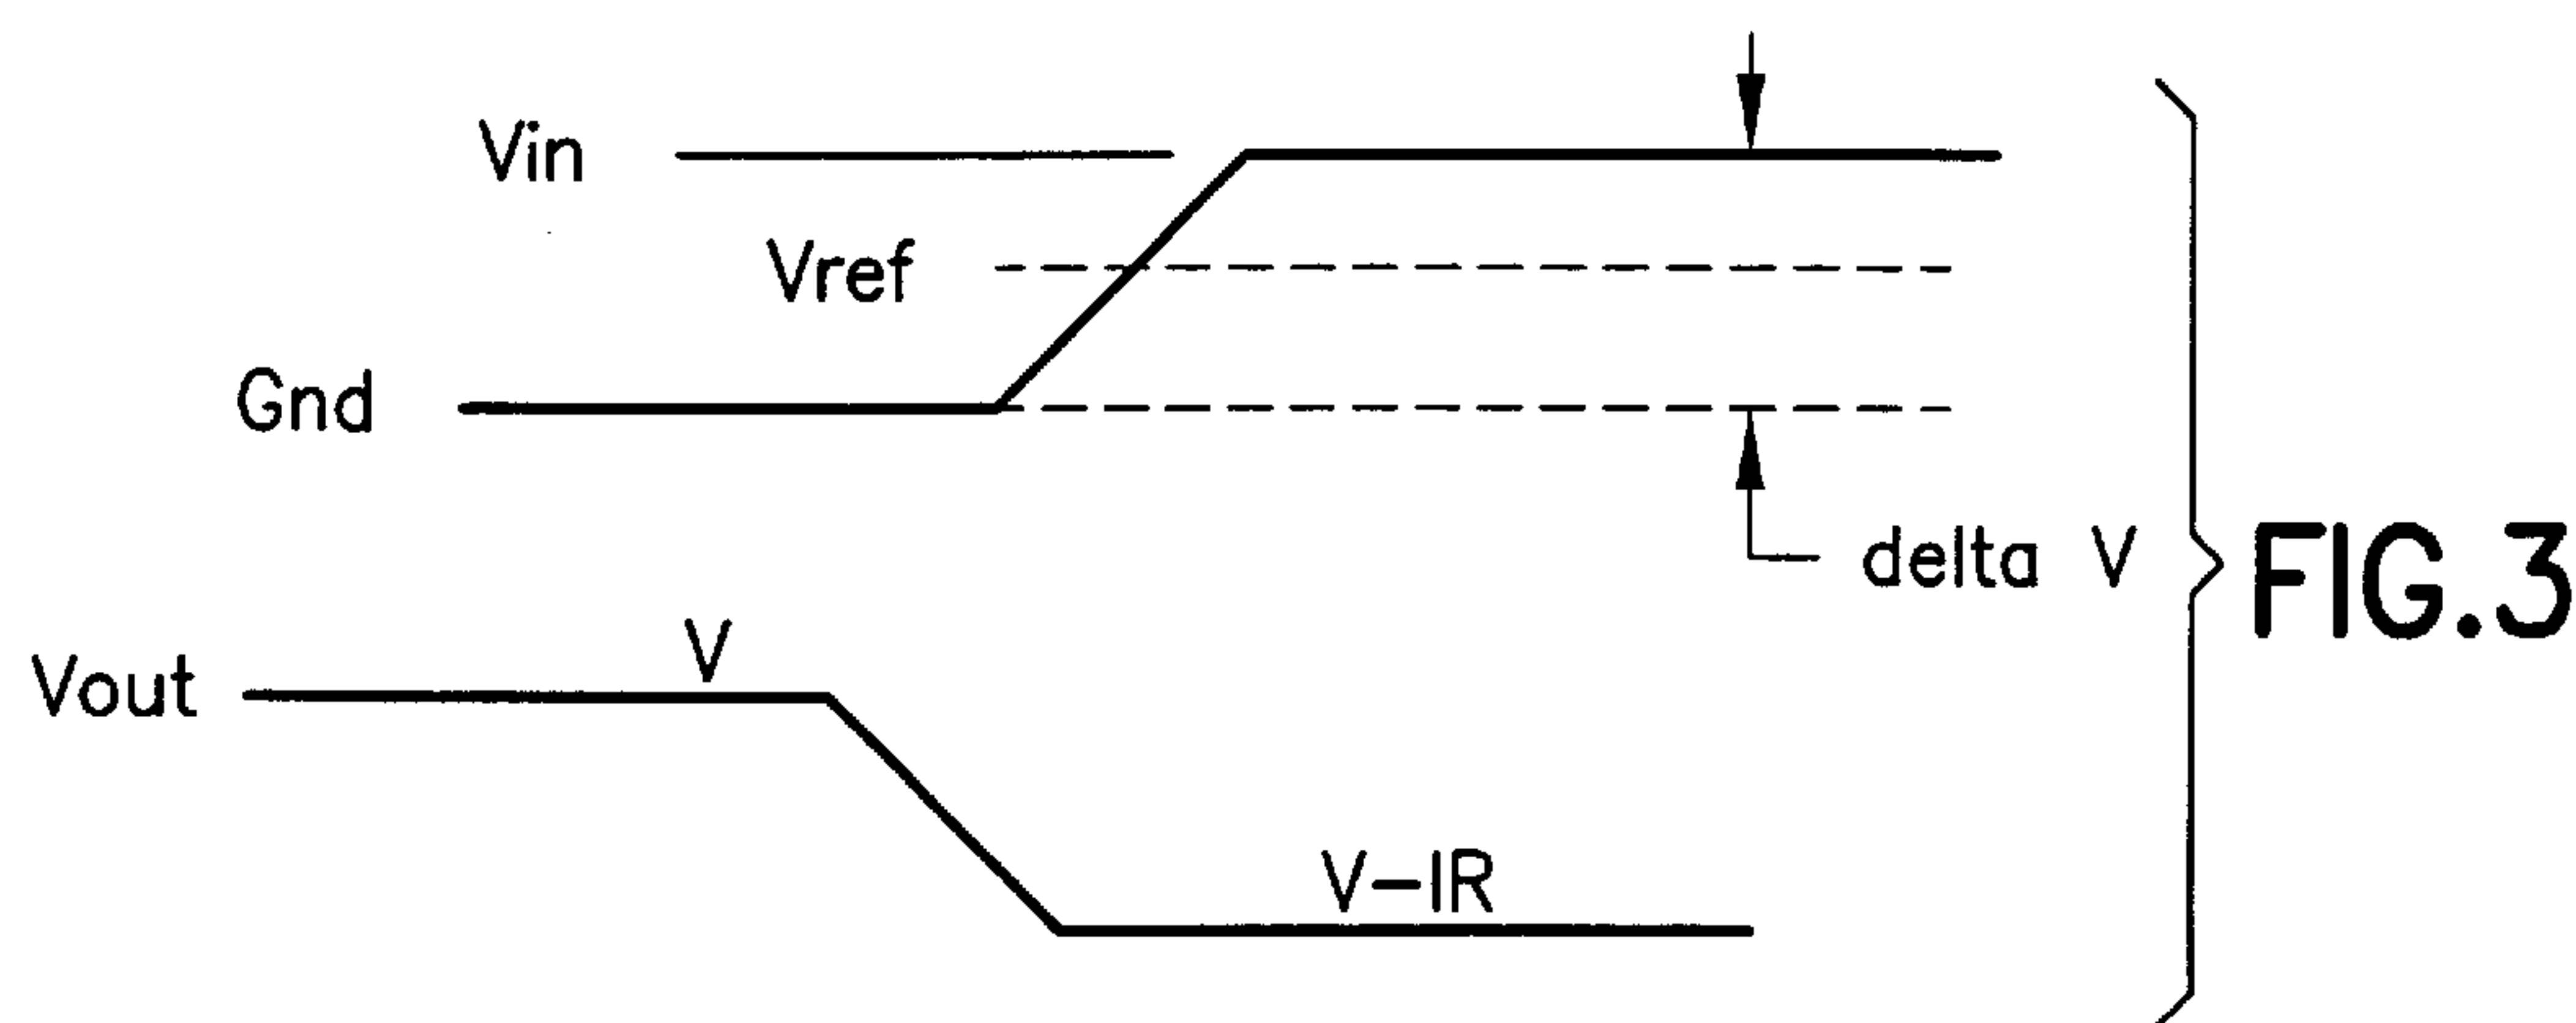 Vin
Vref
Gnd
delta V
FIG.3
V
Vout
V-IR